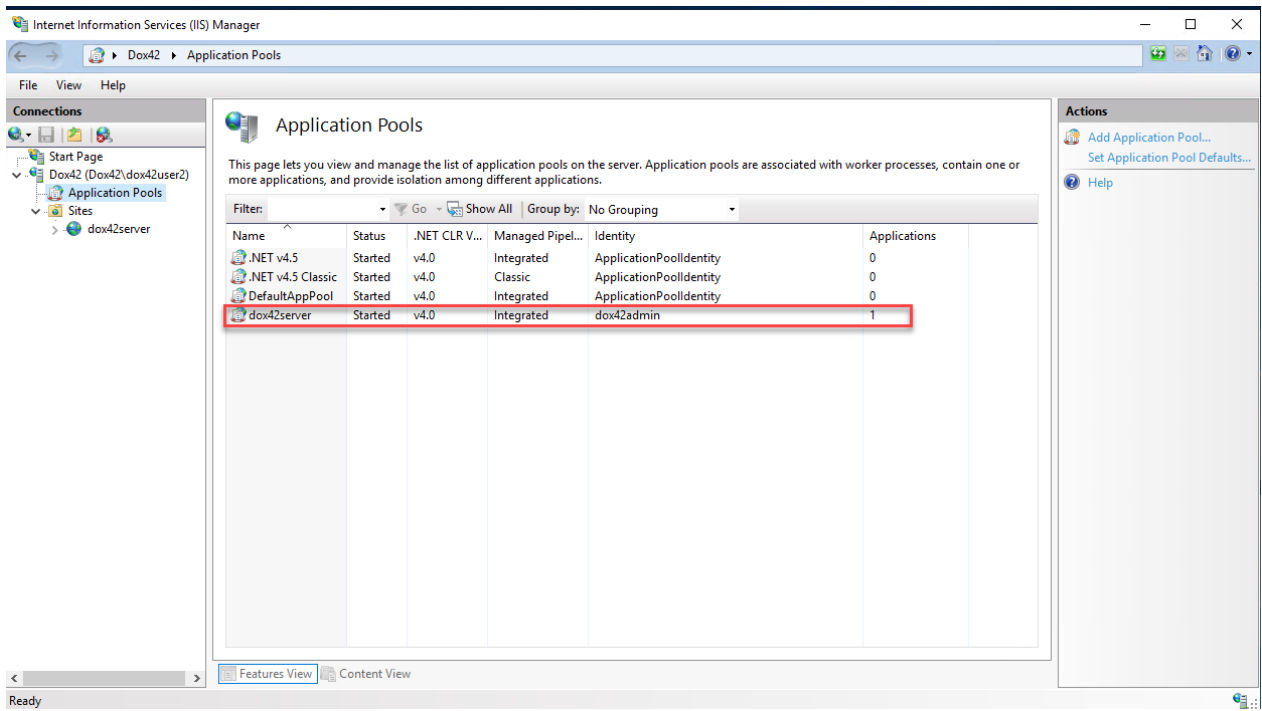 Internet Information Services (IIS) Manager
Dox42 Application Pools
File View Help
Connections
Start Page
Dox42 (Dox42\dox42user2)
Application Pools
Sites
dox42server
Application Pools
This page lets you view and manage the list of application pools on the server. Application pools are associated with worker processes, contain one or
more applications, and provide isolation among different applications.
Filter: Go Show All Group by: No Grouping
Name Status .NET CLR V... Managed Pipel... Identity Applications
.NET v4.5 Started v4.0 Integrated ApplicationPoolIdentity 0
.NET v4.5 Classic Started v4.0 Classic ApplicationPoolIdentity 0
DefaultAppPool Started v4.0 Integrated ApplicationPoolIdentity 0
dox42server Started v4.0 Integrated dox42admin 1
Features View Content View
Actions
Add Application Pool...
Set Application Pool Defaults...
Help
Ready